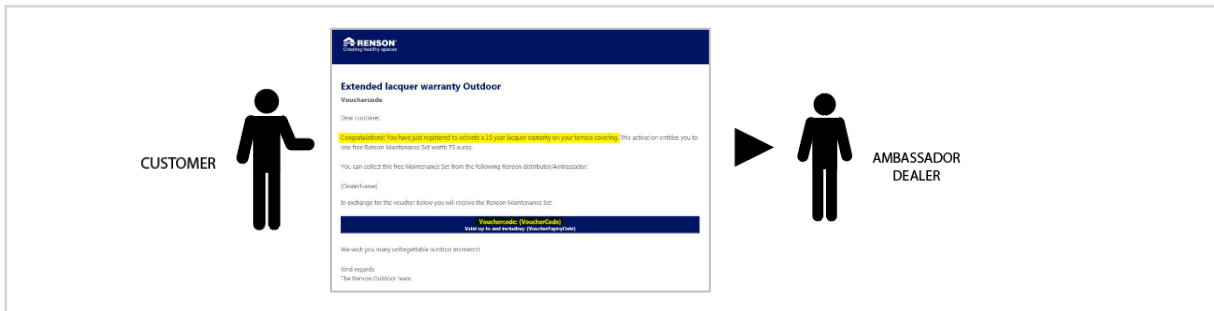 RENSON
Creating healthy spaces
Extended lacquer warranty Outdoor
Vouchercode
Dear customer,
Congratulations! You have just registered to activate a 15 year lacquer warranty on your terrace covering. This activation entitles you to
one free Renson Maintenance Set worth 75 euros.
You can collect this free Maintenance Set from the following Renson distributor/Ambassador:
{DealerName}
In exchange for the voucher below you will receive the Renson Maintenance Set
Vouchercode: {VoucherCode}
Valid up to and including: {VoucherExpiryDate}
We wish you many unforgettable outdoor moments!
Kind regards
The Renson Outdoor team
CUSTOMER
AMBASSADOR
DEALER